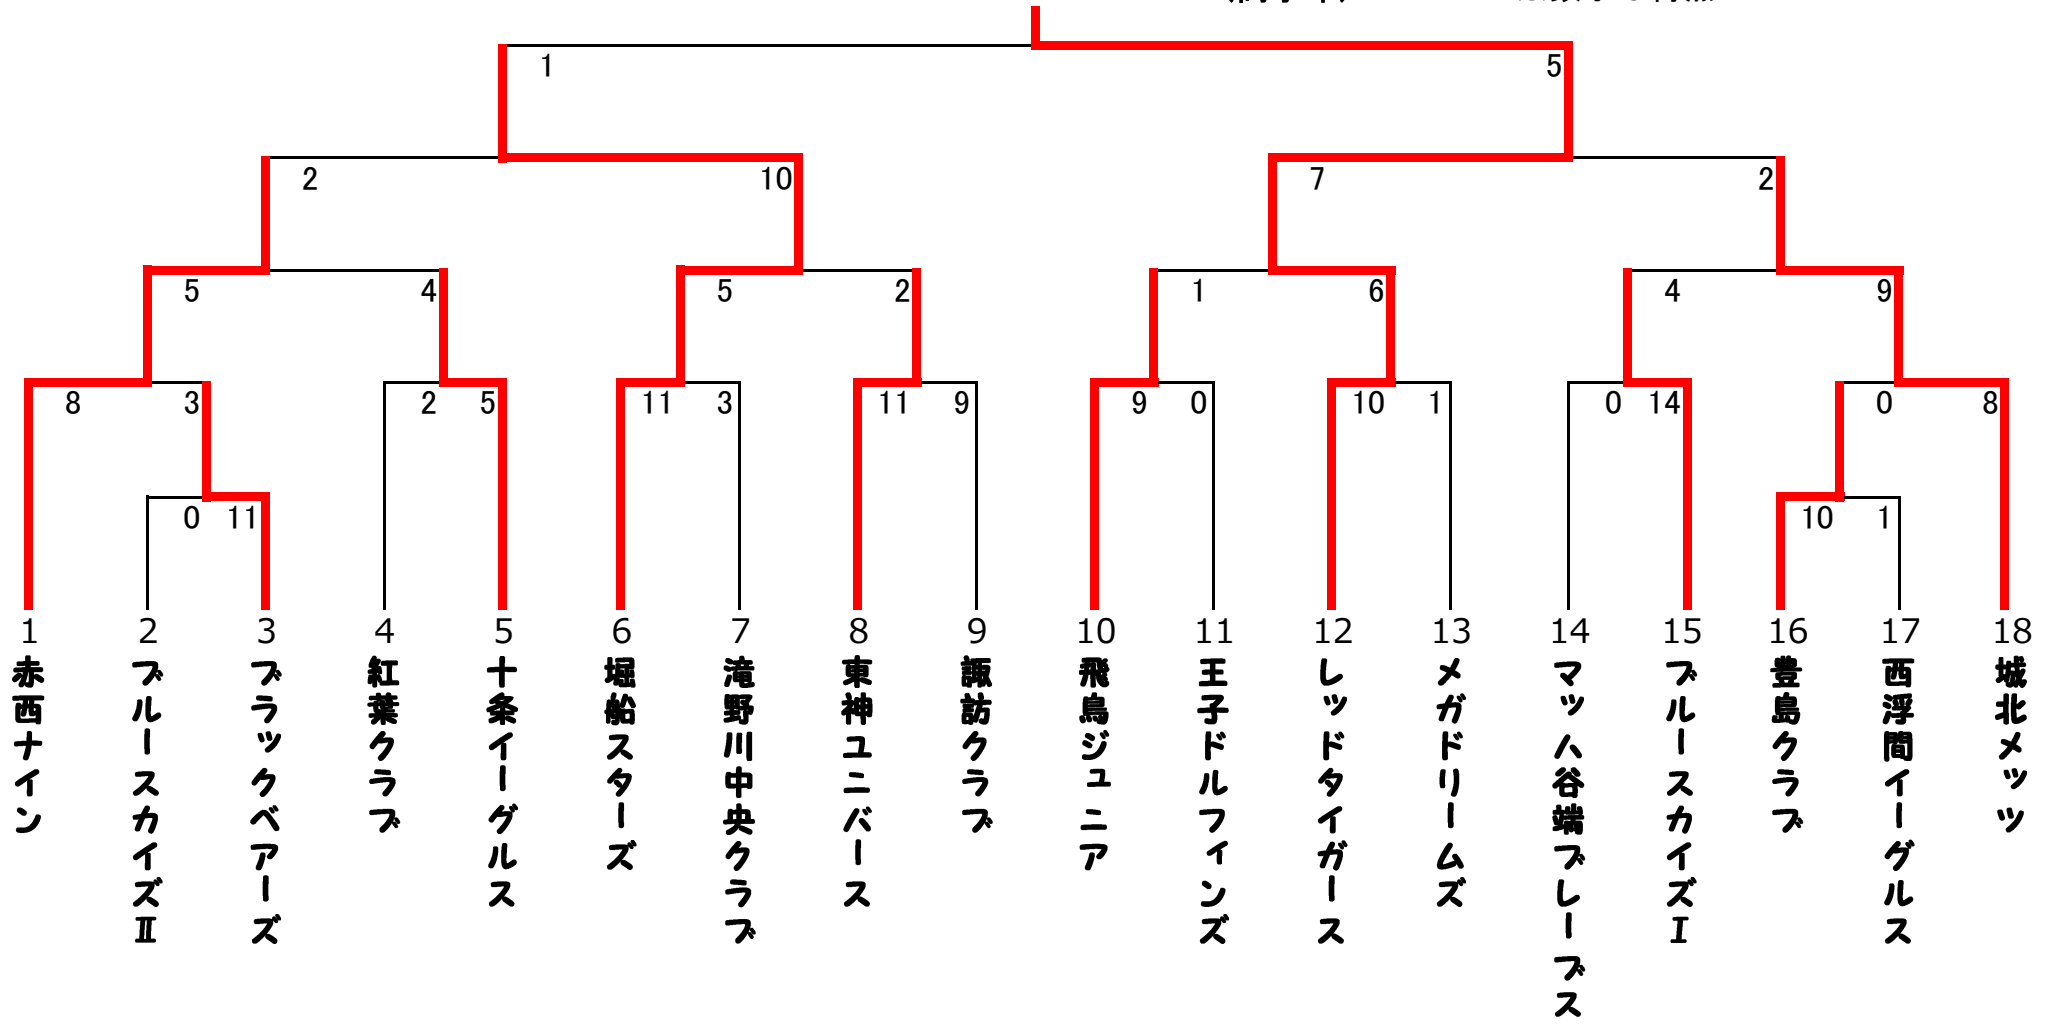 1 5
2 10 7 2
5 4 5 2 1 6 4 9
8 3 2 5 11 3 11 9 9 0 10 1 0 14 0 8
0 11 10 1
1 2 3 4 5 6 7 8 9 10 11 12 13 14 15 16 17 18
赤西ナイン
ブルースカイズⅡ
ブラックベアーズ
紅葉クラブ
十条イーグルス
堀船スターズ
滝野川中央クラブ
東神ユニバース
諏訪クラブ
飛鳥ジュニア
王子ドルフィンズ
レッドタイガース
メガドリームズ
マッハ谷端ブレーブス
ブルースカイズⅠ
豊島クラブ
西浮間イーグルス
城北メッツ